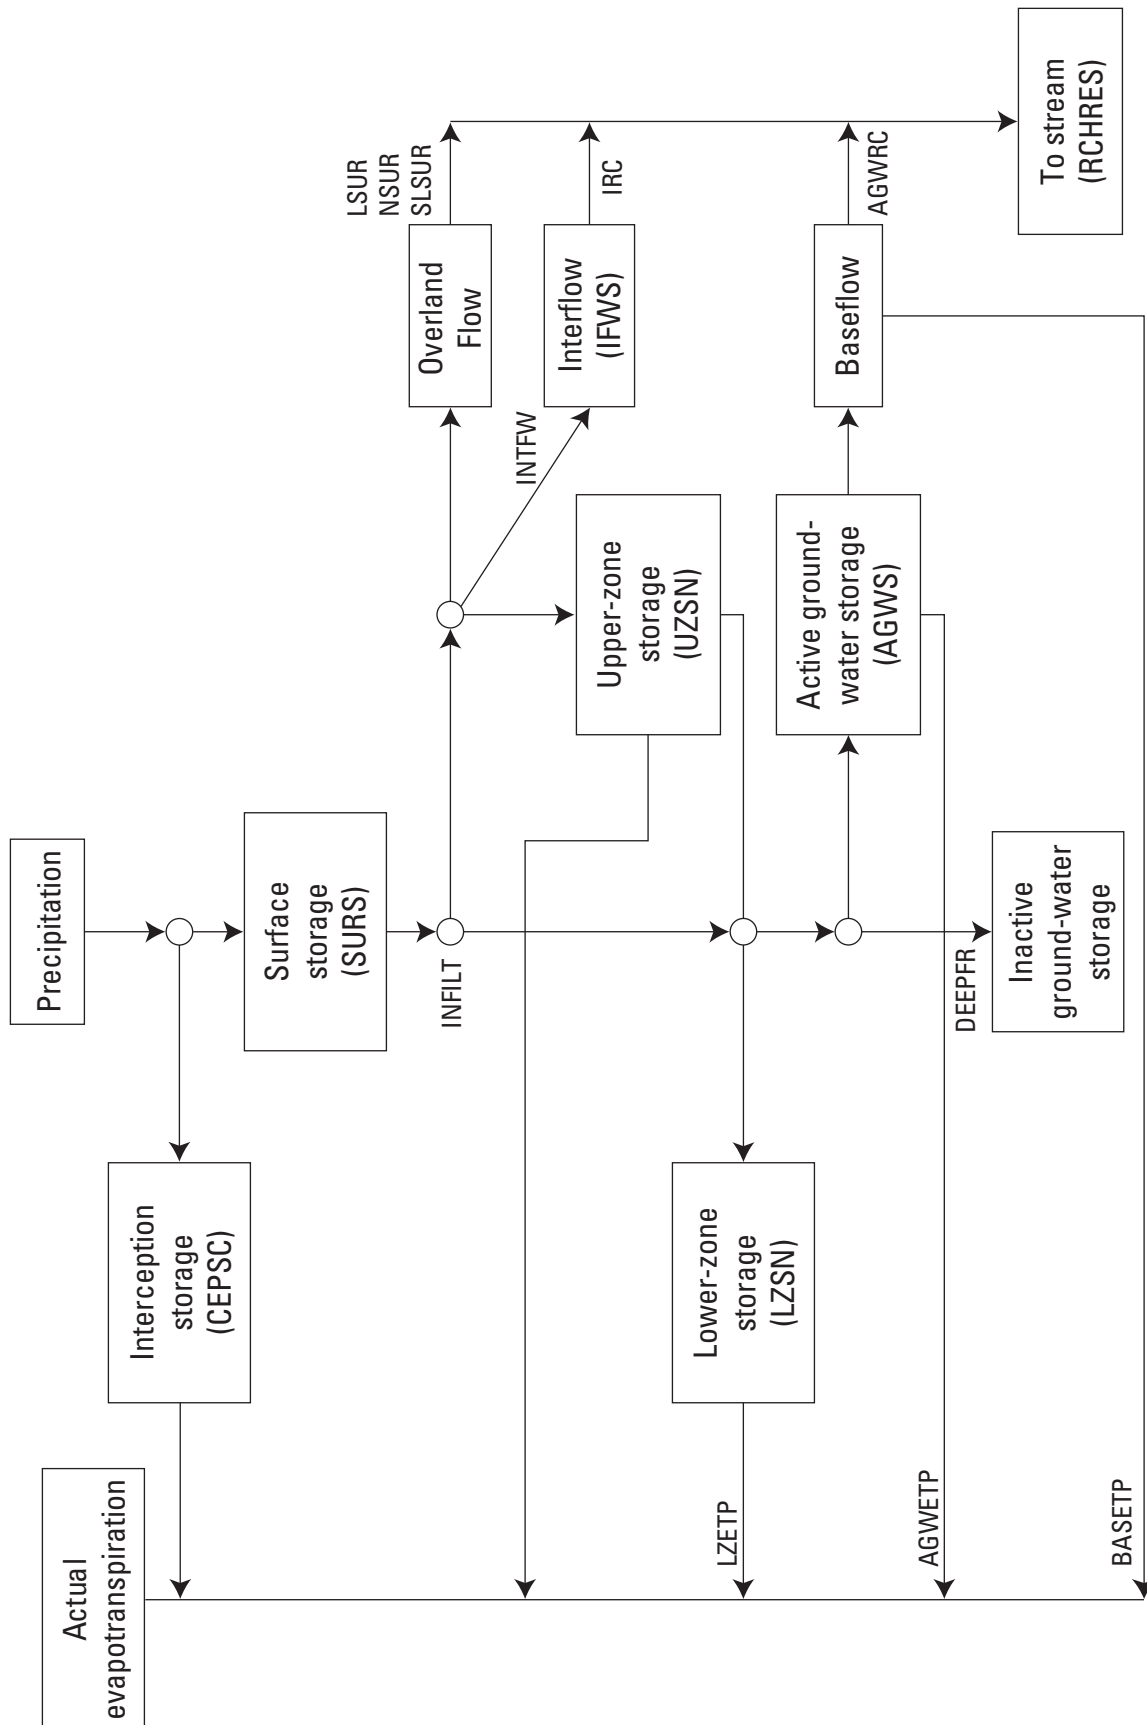 Actual
evapotranspiration
Precipitation
Interception
storage
(CEPSC)
Surface
storage
(SURS)
INFILT
LSUR
NSUR
SLSUR
Overland
Flow
INTFW
Interflow
(IFWS)
IRC
Upper-zone
storage
(UZSN)
Lower-zone
storage
(LZSN)
LZETP
Active ground-
water storage
(AGWS)
Baseflow
AGWRC
AGWETP
DEEPFR
Inactive
ground-water
storage
To stream
(RCHRES)
BASETP